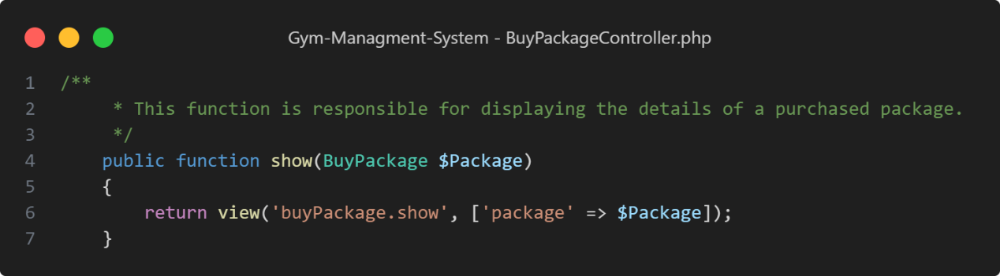 Gym-Managment-System - BuyPackageController.php
1 /**
2 * This function is responsible for displaying the details of a purchased package.
3 */
4 public function show(BuyPackage $Package)
5 {
6 return view('buyPackage.show', ['package' => $Package]);
7 }